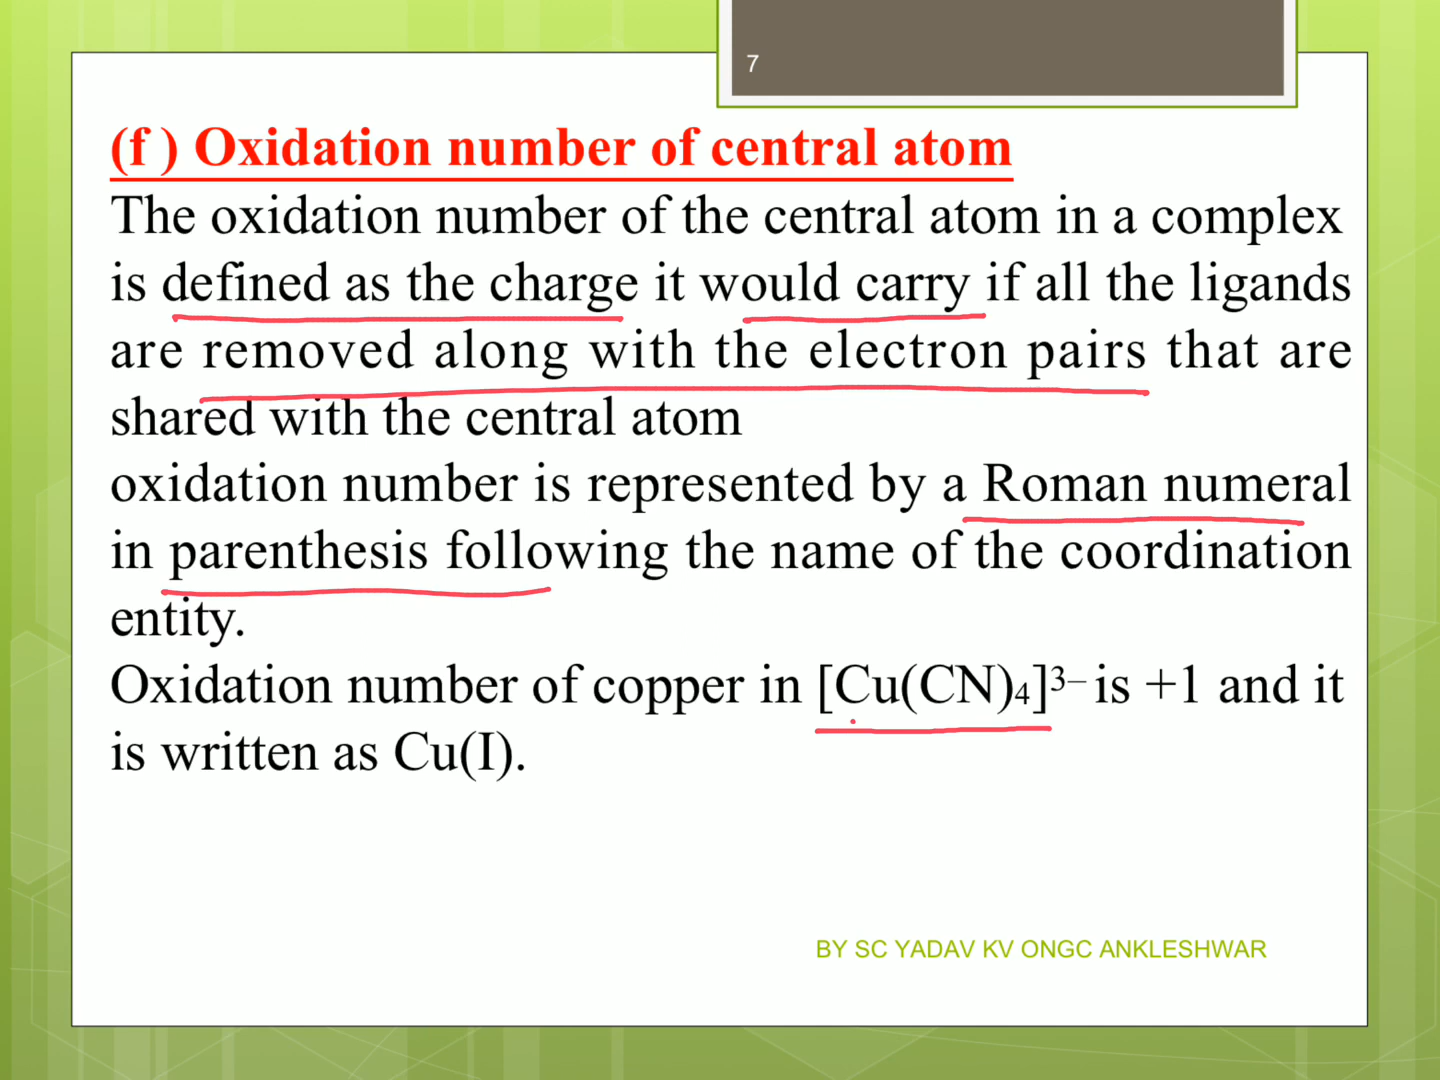 7
(f ) Oxidation number of central atom
The oxidation number of the central atom in a complex
is defined as the charge it would carry if all the ligands
are removed along with the electron pairs that are
shared with the central atom
oxidation number is represented by a Roman numeral
in parenthesis following the name of the coordination
entity.
Oxidation number of copper in [Cu(CN)₄]³⁻ is +1 and it
is written as Cu(I).
BY SC YADAV KV ONGC ANKLESHWAR